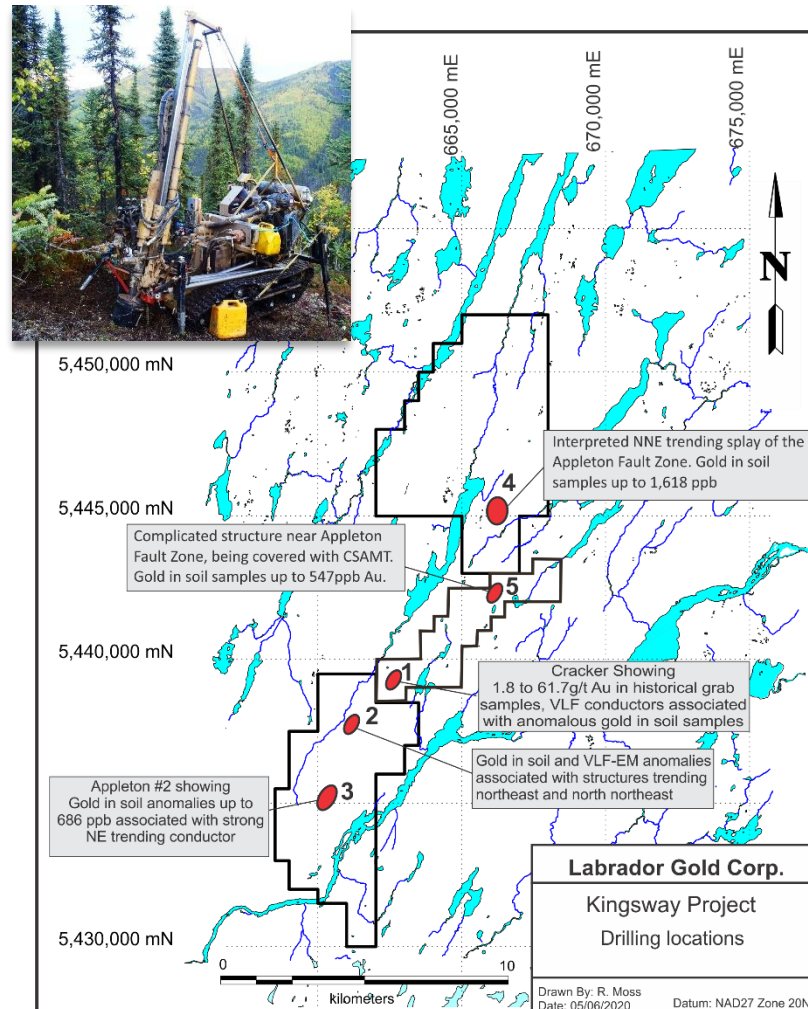 665,000 mE
670,000 mE
675,000 mE
N
5,450,000 mN
Interpreted NNE trending splay of the
Appleton Fault Zone. Gold in soil
samples up to 1,618 ppb
4
5,445,000 mN
Complicated structure near Appleton
Fault Zone, being covered with CSAMT.
Gold in soil samples up to 547ppb Au.
5
5,440,000 mN
1
Cracker Showing
1.8 to 61.7g/t Au in historical grab
samples, VLF conductors associated
with anomalous gold in soil samples
2
Gold in soil and VLF-EM anomalies
associated with structures trending
northeast and north northeast
Appleton #2 showing
Gold in soil anomalies up to
686 ppb associated with strong
NE trending conductor
3
5,430,000 mN
0 10
kilometers
Labrador Gold Corp.
Kingsway Project
Drilling locations
Drawn By: R. Moss
Date: 05/06/2020 Datum: NAD27 Zone 20N